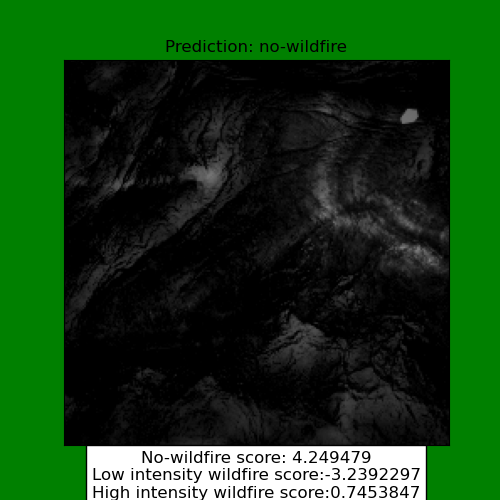 Prediction: no-wildfire
No-wildfire score: 4.249479
Low intensity wildfire score:-3.2392297
High intensity wildfire score:0.7453847